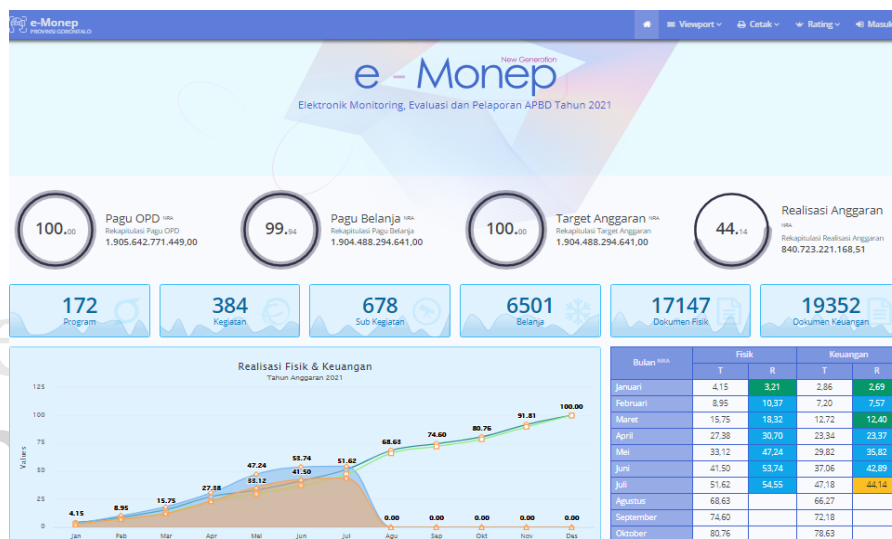 e-Monep
PROVINSI GORONTALO
Viewport
Cetak
Rating
Masuk
New Generation
e - Monep
Elektronik Monitoring, Evaluasi dan Pelaporan APBD Tahun 2021
100.00
Pagu OPD NRA
Rekapitulasi Pagu OPD
1.905.642.771.449,00
99.94
Pagu Belanja NRA
Rekapitulasi Pagu Belanja
1.904.488.294.641,00
100.00
Target Anggaran NRA
Rekapitulasi Target Anggaran
1.904.488.294.641,00
44.14
Realisasi Anggaran
NRA
Rekapitulasi Realisasi Anggaran
840.723.221.168,51
172
Program
384
Kegiatan
678
Sub Kegiatan
6501
Belanja
17147
Dokumen Fisik
19352
Dokumen Keuangan
Realisasi Fisik & Keuangan
Tahun Anggaran 2021
Values
125
100
75
50
25
0
4.15 8.95 15.75 27.38 47.24 33.12 53.74 41.50 51.62 68.63 74.60 80.76 91.81 100.00
0.00 0.00 0.00 0.00 0.00
Jan Feb Mar Apr Mei Jun Jul Agu Sep Okt Nov Des
Bulan NRA Fisik Keuangan
T R T R
Januari 4,15 3,21 2,86 2,69
Februari 8,95 10,37 7,20 7,57
Maret 15,75 18,32 12,72 12,40
April 27,38 30,70 23,34 23,37
Mei 33,12 47,24 29,82 35,82
Juni 41,50 53,74 37,06 42,89
Juli 51,62 54,55 47,18 44,14
Agustus 68,63 66,27
September 74,60 72,18
Oktober 80,76 78,63